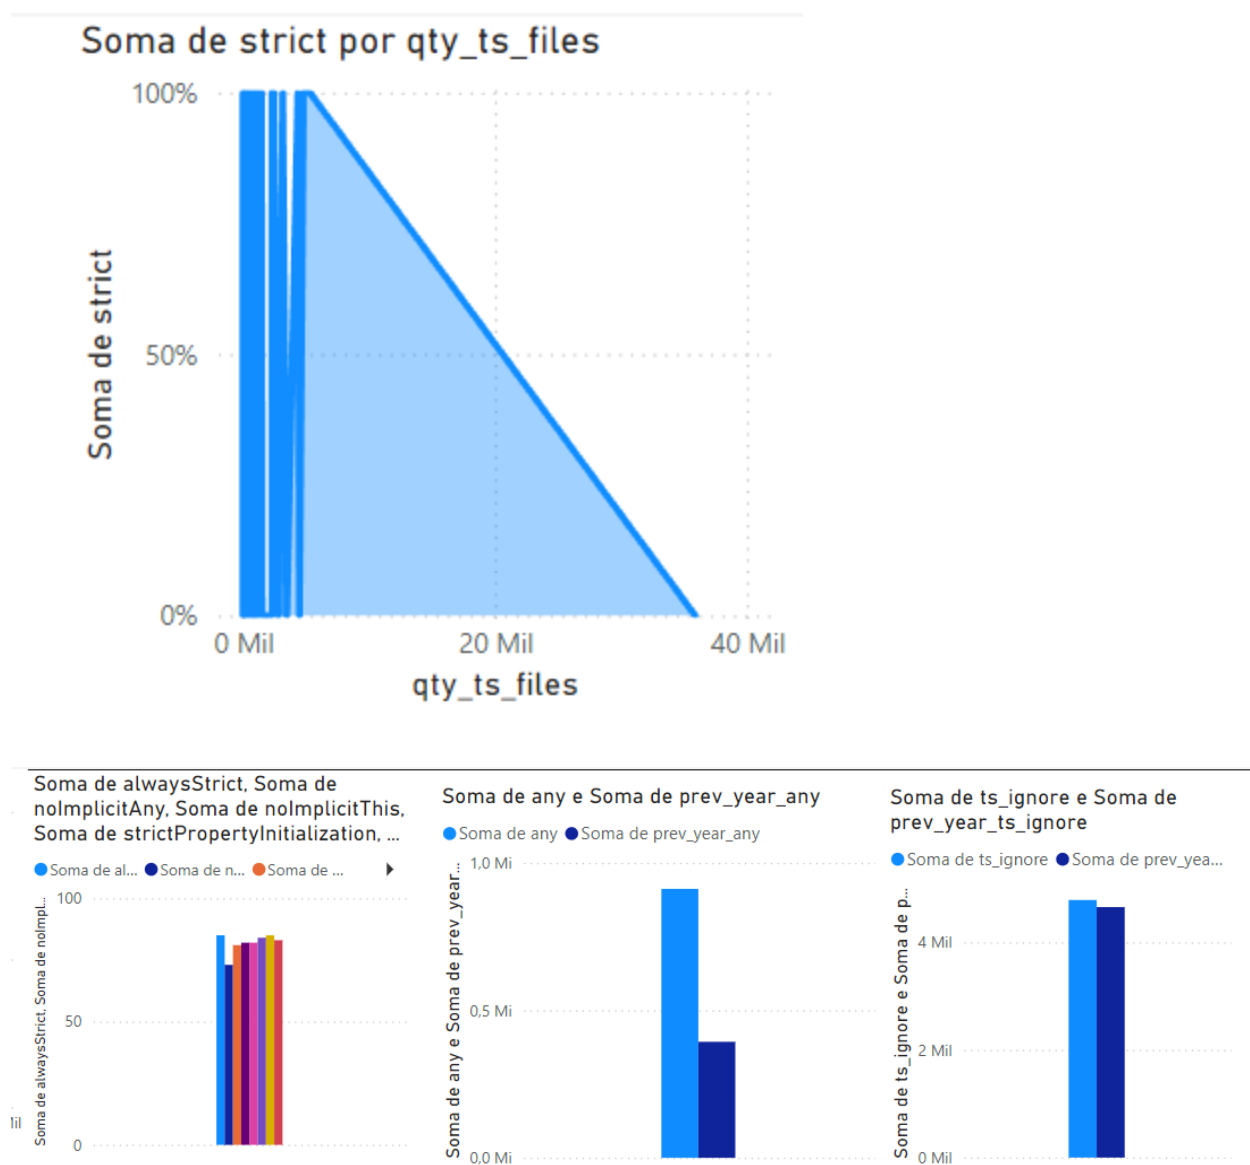 Soma de strict por qty_ts_files
100%
50%
0%
Soma de strict
0 Mil
20 Mil
40 Mil
qty_ts_files
Soma de alwaysStrict, Soma de
noImplicitAny, Soma de noImplicitThis,
Soma de strictPropertyInitialization, ...
Soma de al... Soma de n... Soma de ...
100
50
0
Soma de alwaysStrict, Soma de noImpl...
Soma de any e Soma de prev_year_any
Soma de any Soma de prev_year_any
1,0 Mi
0,5 Mi
0,0 Mi
Soma de any e Soma de prev_year...
Soma de ts_ignore e Soma de
prev_year_ts_ignore
Soma de ts_ignore Soma de prev_yea...
4 Mil
2 Mil
0 Mil
Soma de ts_ignore e Soma de p...